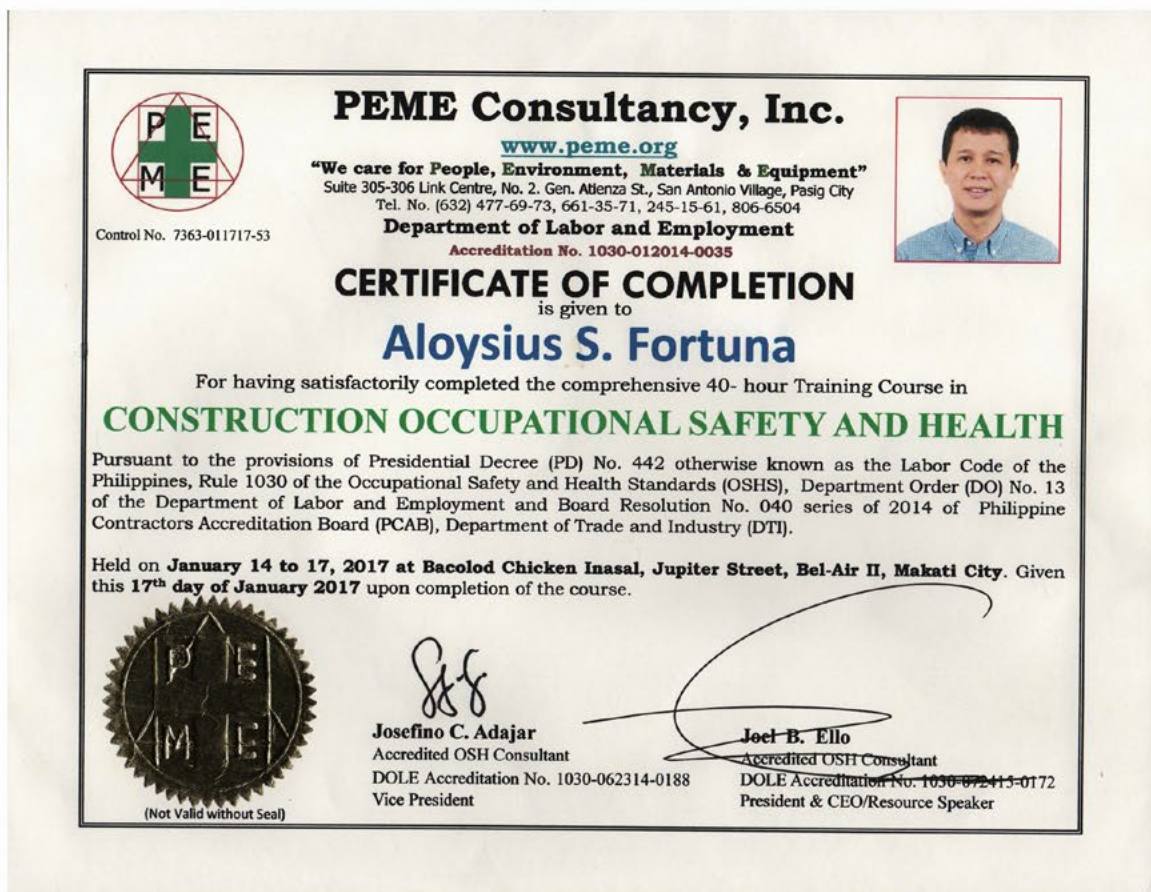 P E
M E
Control No. 7363-011717-53
PEME Consultancy, Inc.
www.peme.org
“We care for People, Environment, Materials & Equipment”
Suite 305-306 Link Centre, No. 2. Gen. Atienza St., San Antonio Village, Pasig City
Tel. No. (632) 477-69-73, 661-35-71, 245-15-61, 806-6504
Department of Labor and Employment
Accreditation No. 1030-012014-0035
CERTIFICATE OF COMPLETION
is given to
Aloysius S. Fortuna
For having satisfactorily completed the comprehensive 40- hour Training Course in
CONSTRUCTION OCCUPATIONAL SAFETY AND HEALTH
Pursuant to the provisions of Presidential Decree (PD) No. 442 otherwise known as the Labor Code of the
Philippines, Rule 1030 of the Occupational Safety and Health Standards (OSHS), Department Order (DO) No. 13
of the Department of Labor and Employment and Board Resolution No. 040 series of 2014 of Philippine
Contractors Accreditation Board (PCAB), Department of Trade and Industry (DTI).
Held on January 14 to 17, 2017 at Bacolod Chicken Inasal, Jupiter Street, Bel-Air II, Makati City. Given
this 17th day of January 2017 upon completion of the course.
P E
M E
(Not Valid without Seal)
Josefino C. Adajar
Accredited OSH Consultant
DOLE Accreditation No. 1030-062314-0188
Vice President
Joel B. Ello
Accredited OSH Consultant
DOLE Accreditation No. 1030-072415-0172
President & CEO/Resource Speaker